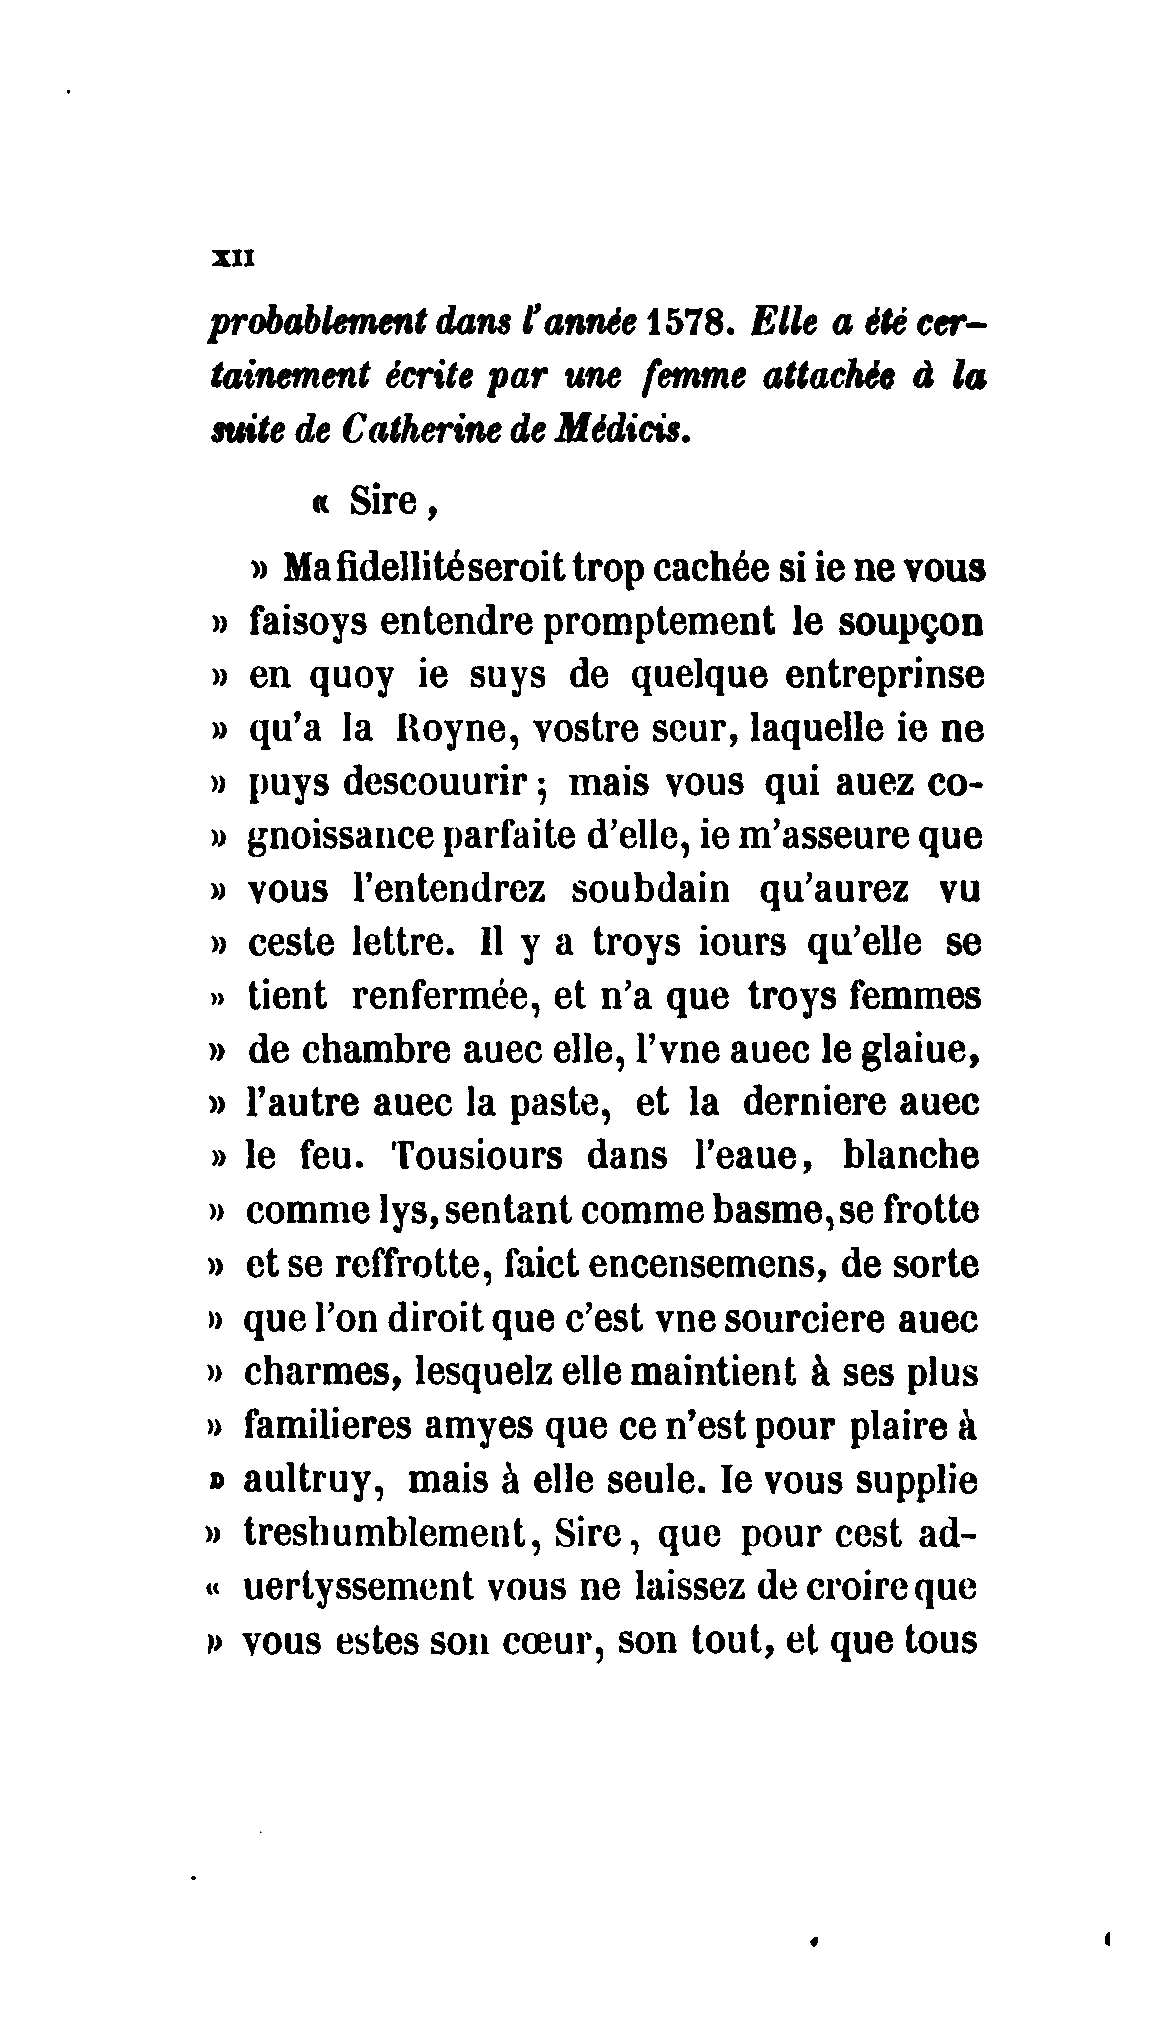 XII
probablement dans l'année 1578. Elle a été cer-
tainement écrite par une femme attachée à la
suite de Catherine de Médicis.
« Sire,
» Ma fidellité seroit trop cachée si ie ne vous
» faisoys entendre promptement le soupçon
» en quoy ie suys de quelque entreprinse
» qu'a la Royne, vostre seur, laquelle ie ne
» puys descouurir; mais vous qui auez co-
» gnoissance parfaite d'elle, ie m'asseure que
» vous l'entendrez soubdain qu'aurez vu
» ceste lettre. Il y a troys iours qu'elle se
» tient renfermée, et n'a que troys femmes
» de chambre auec elle, l'vne auec le glaiue,
» l'autre auec la paste, et la derniere auec
» le feu. Tousiours dans l'eaue, blanche
» comme lys, sentant comme basme, se frotte
» et se reffrotte, faict encensemens, de sorte
» que l'on diroit que c'est vne sourciere auec
» charmes, lesquelz elle maintient à ses plus
» familieres amyes que ce n'est pour plaire à
» aultruy, mais à elle seule. Ie vous supplie
» treshumblement, Sire, que pour cest ad-
« uertyssement vous ne laissez de croire que
» vous estes son cœur, son tout, et que tous